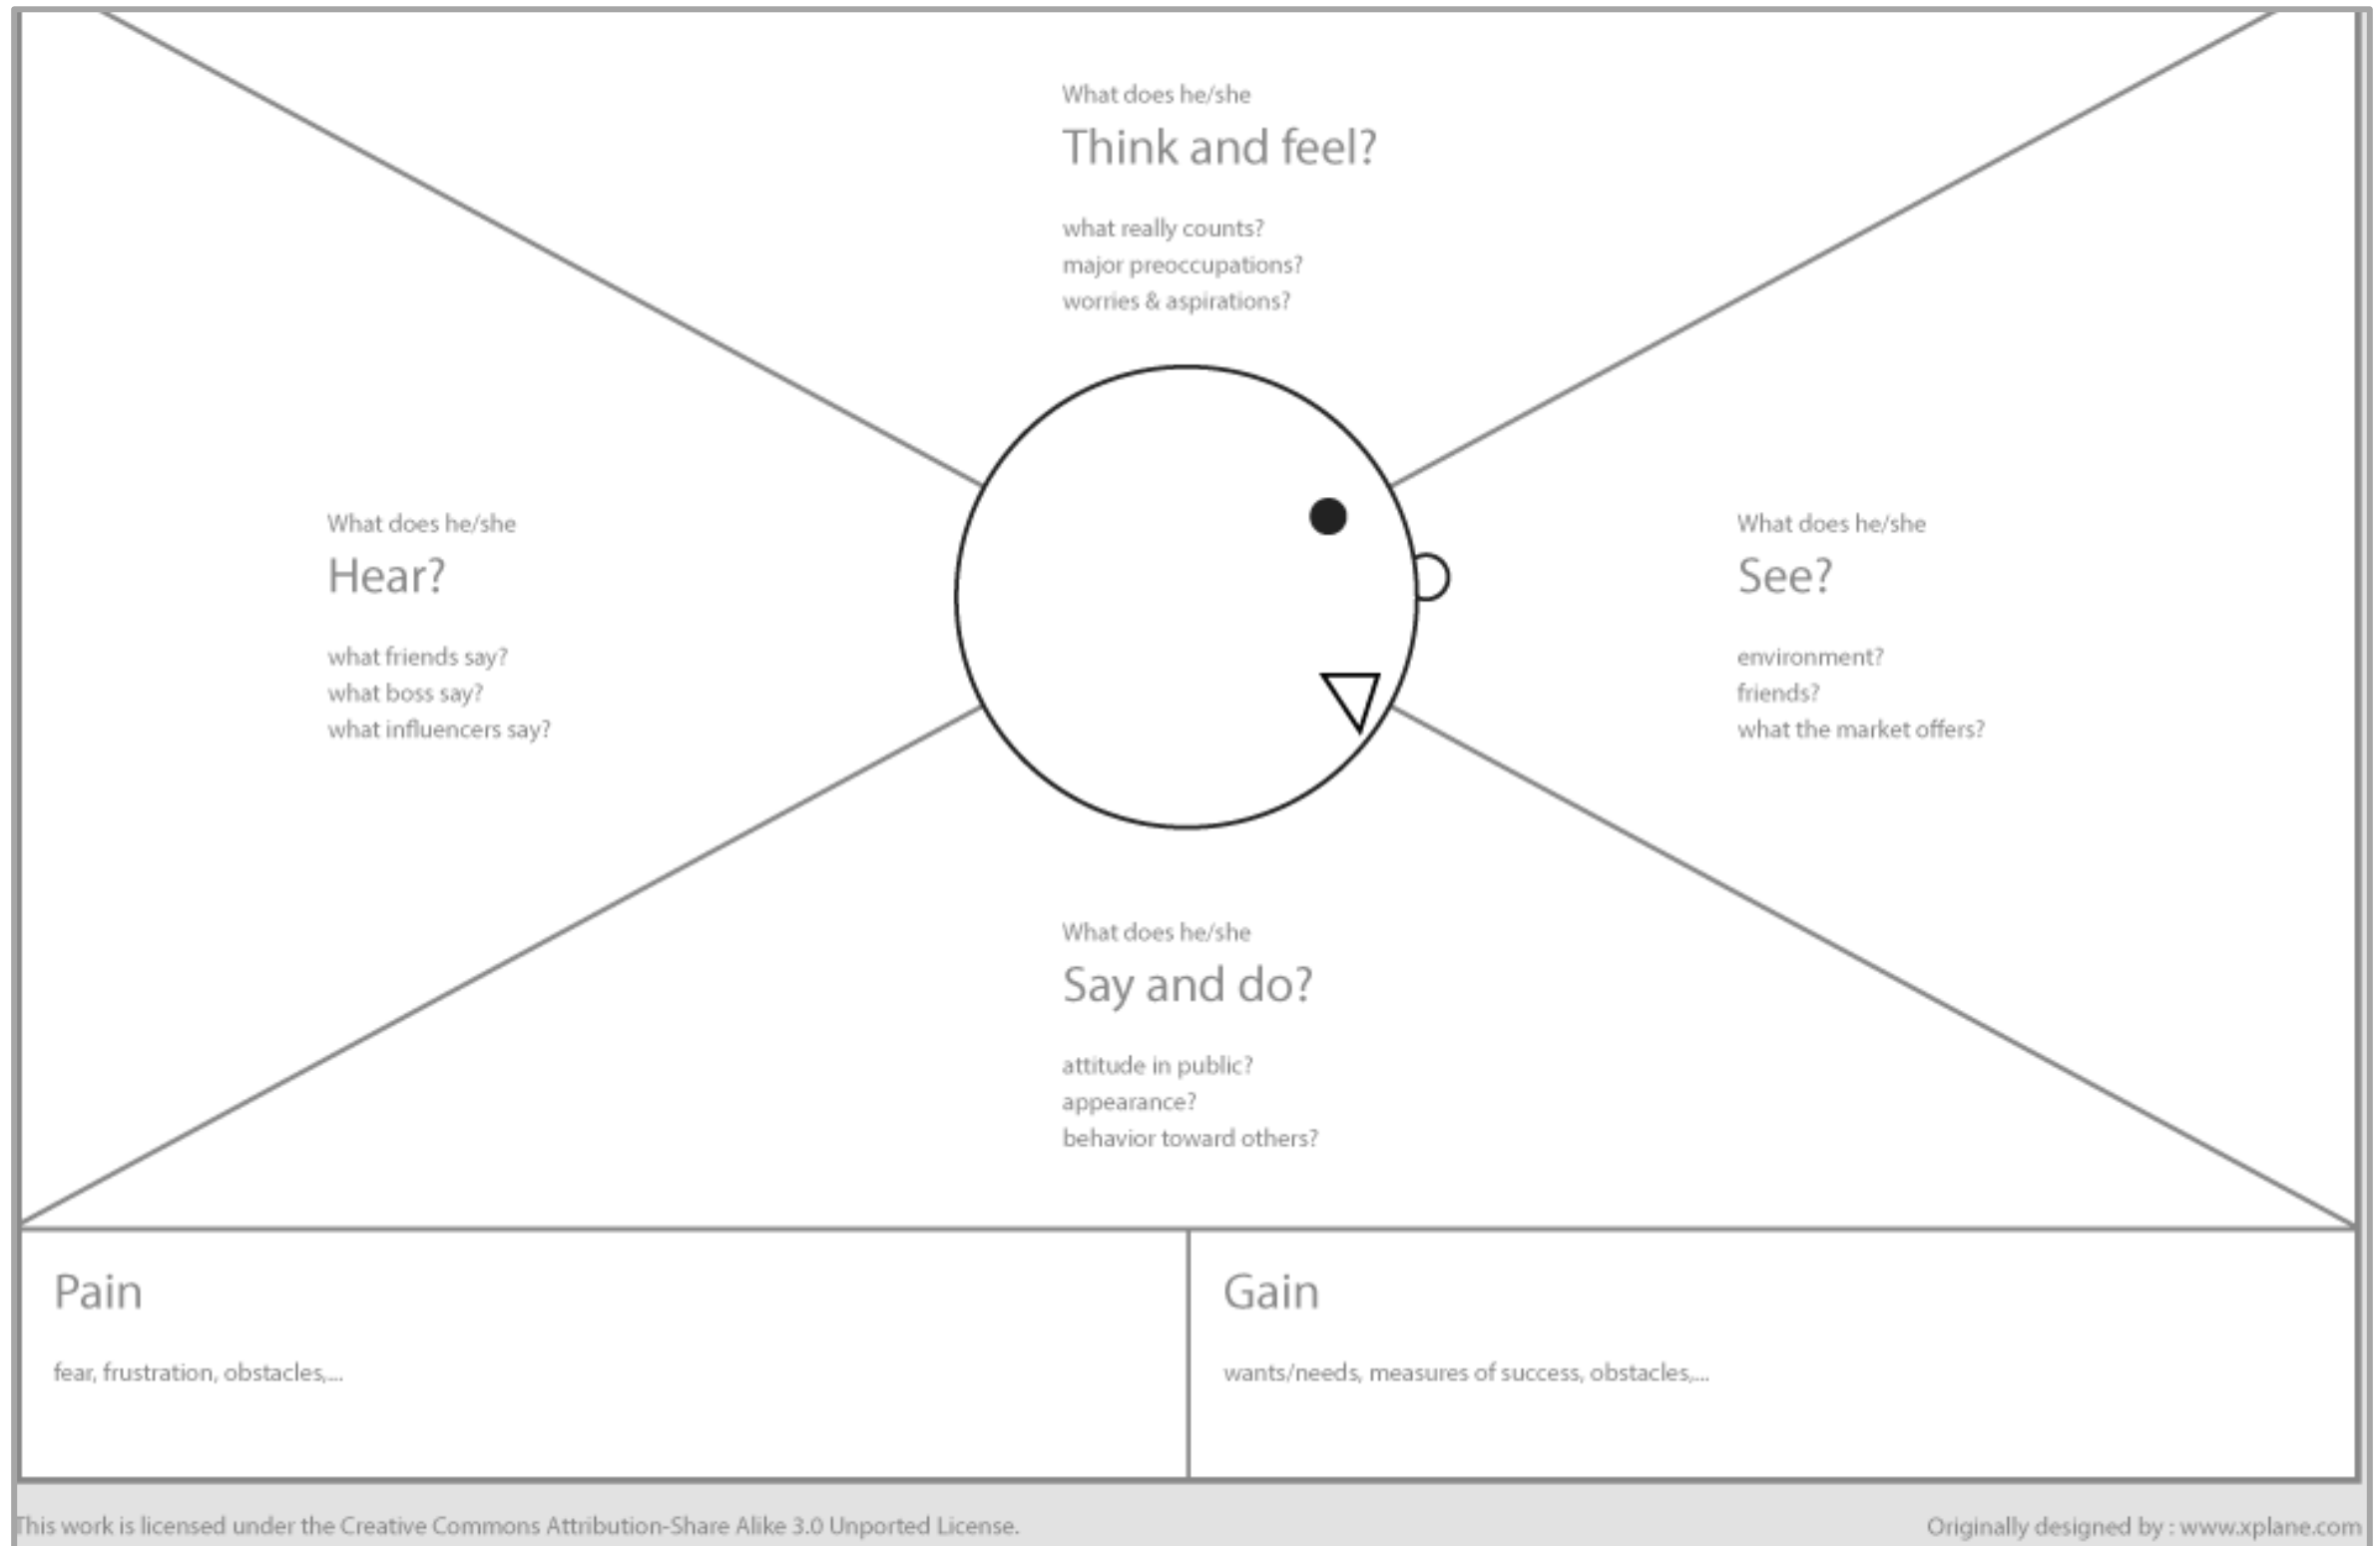 What does he/she
Think and feel?
what really counts?
major preoccupations?
worries & aspirations?
What does he/she
Hear?
what friends say?
what boss say?
what influencers say?
What does he/she
See?
environment?
friends?
what the market offers?
What does he/she
Say and do?
attitude in public?
appearance?
behavior toward others?
Pain
fear, frustration, obstacles,...
Gain
wants/needs, measures of success, obstacles,...
This work is licensed under the Creative Commons Attribution-Share Alike 3.0 Unported License.
Originally designed by : www.xplane.com